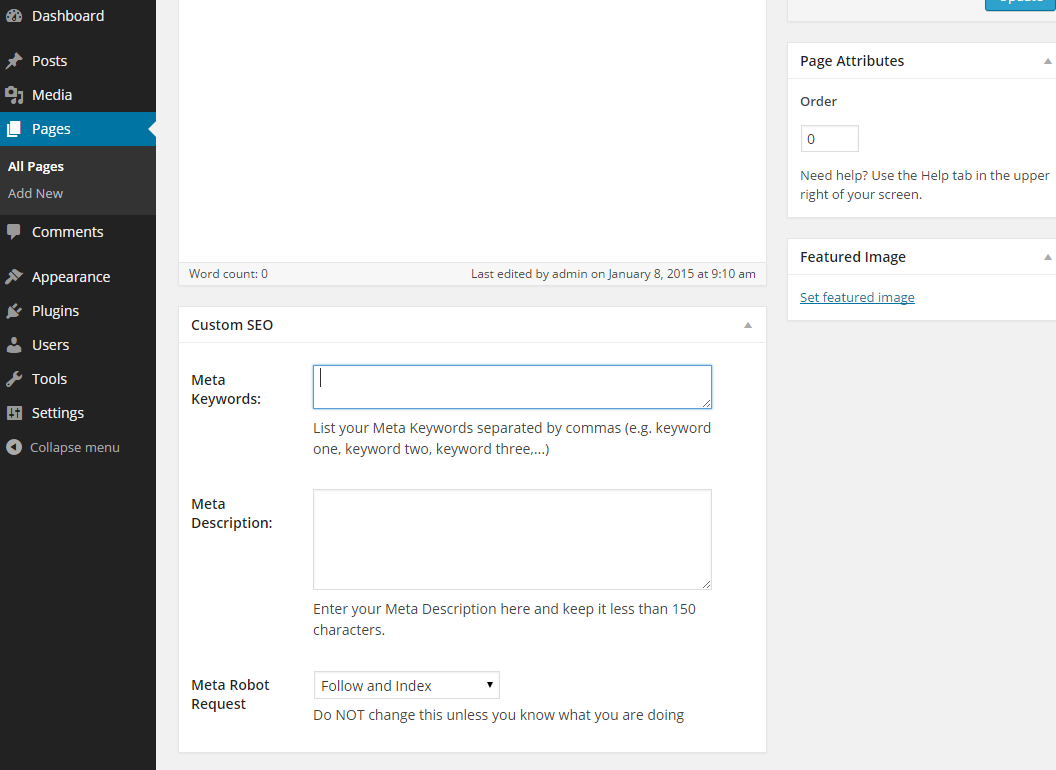 Dashboard
Posts
Media
Pages
All Pages
Add New
Comments
Appearance
Plugins
Users
Tools
Settings
Collapse menu
Word count: 0
Last edited by admin on January 8, 2015 at 9:10 am
Custom SEO
Meta
Keywords:
List your Meta Keywords separated by commas (e.g. keyword
one, keyword two, keyword three,...)
Meta
Description:
Enter your Meta Description here and keep it less than 150
characters.
Meta Robot
Request
Follow and Index
Do NOT change this unless you know what you are doing
Update
Page Attributes
Order
0
Need help? Use the Help tab in the upper
right of your screen.
Featured Image
Set featured image